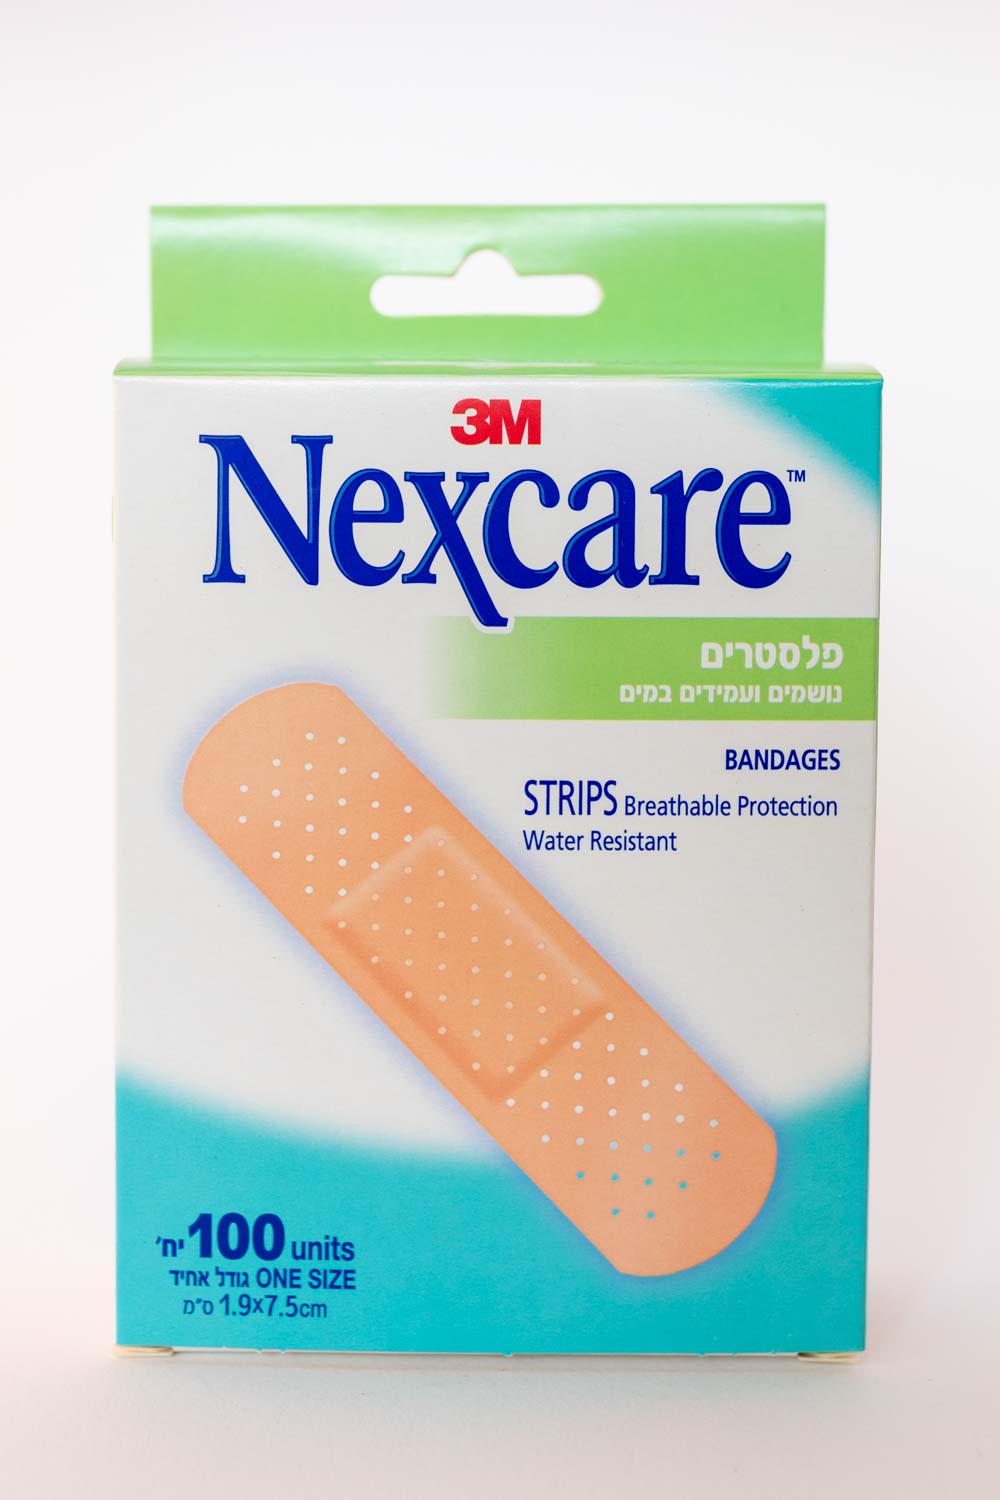 3M
Nexcare™
פלסטרים
נושמים ועמידים במים
BANDAGES
STRIPS Breathable Protection
Water Resistant
100 units יח'
ONE SIZE גודל אחיד
1.9x7.5cm ס״מ